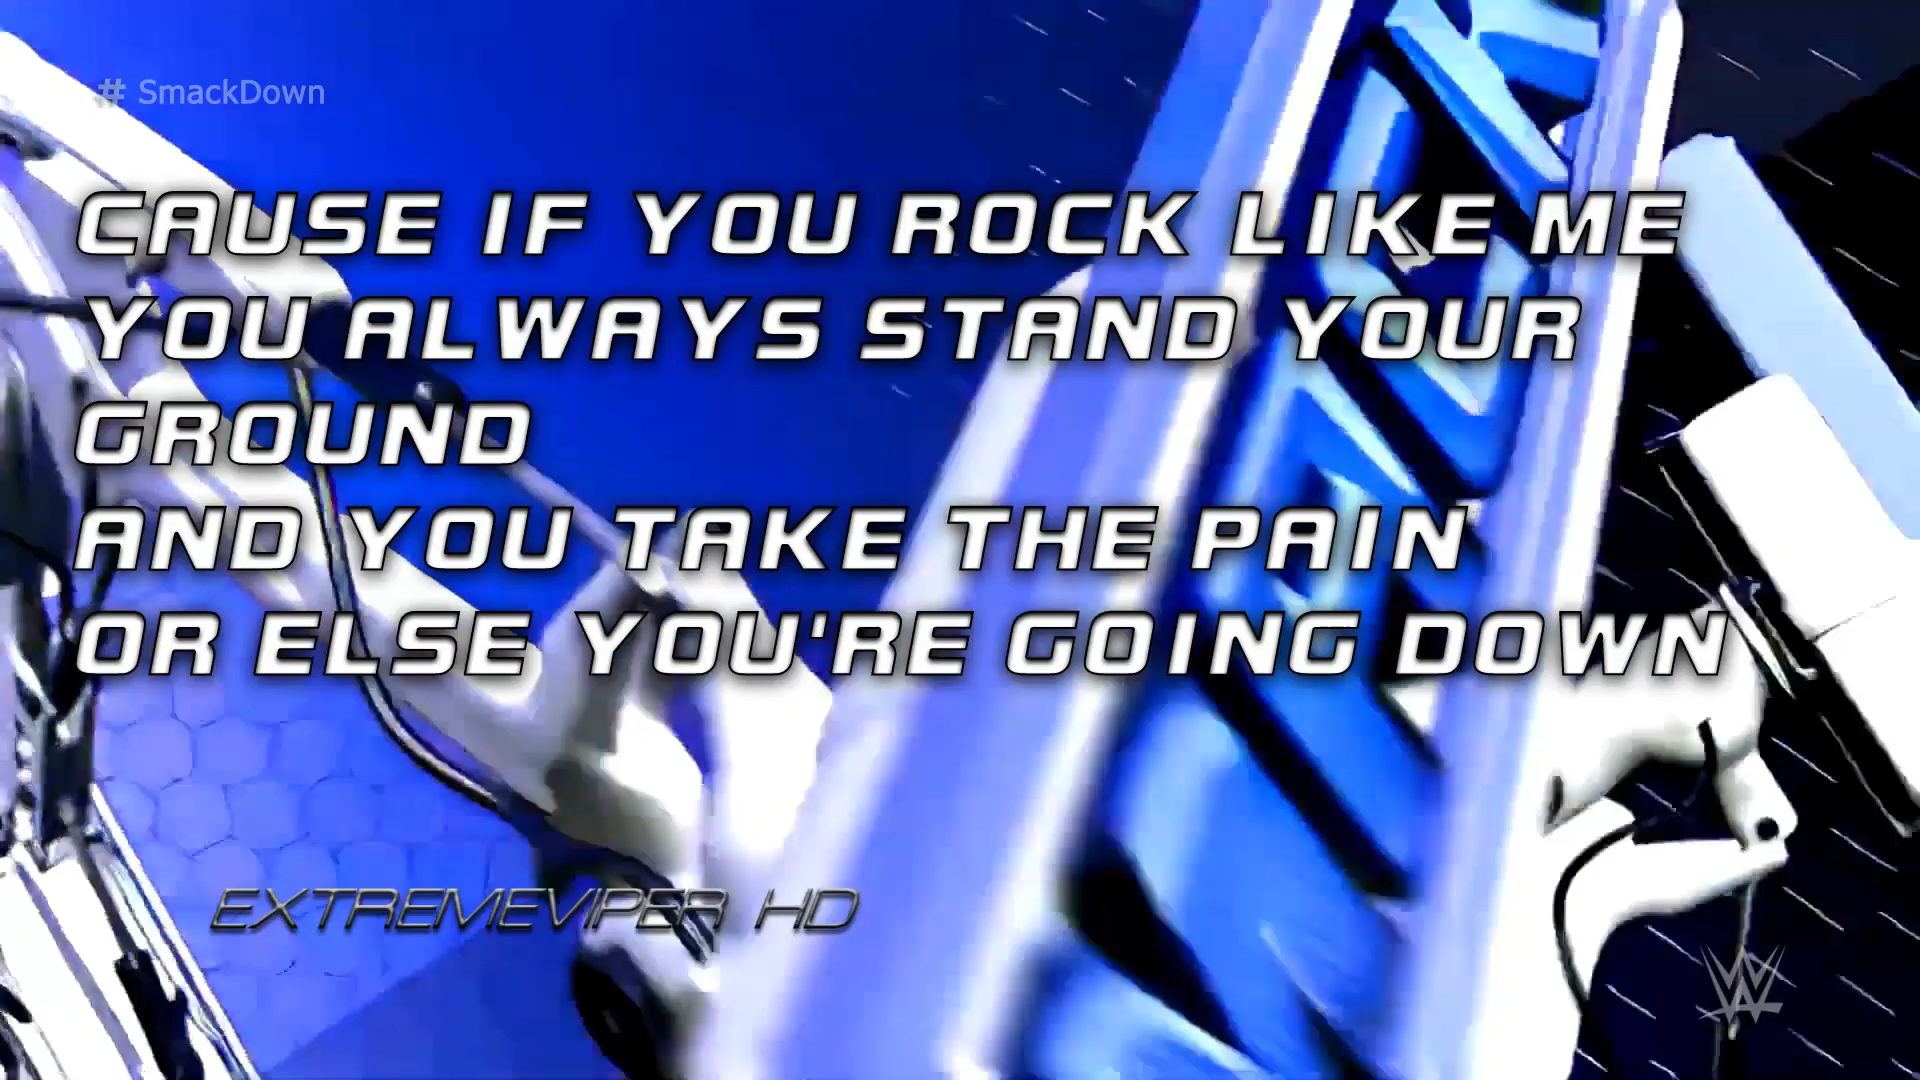 # SmackDown
CAUSE IF YOU ROCK LIKE ME
YOU ALWAYS STAND YOUR
GROUND
AND YOU TAKE THE PAIN
OR ELSE YOU'RE GOING DOWN
EXTREMEVIPER HD
W